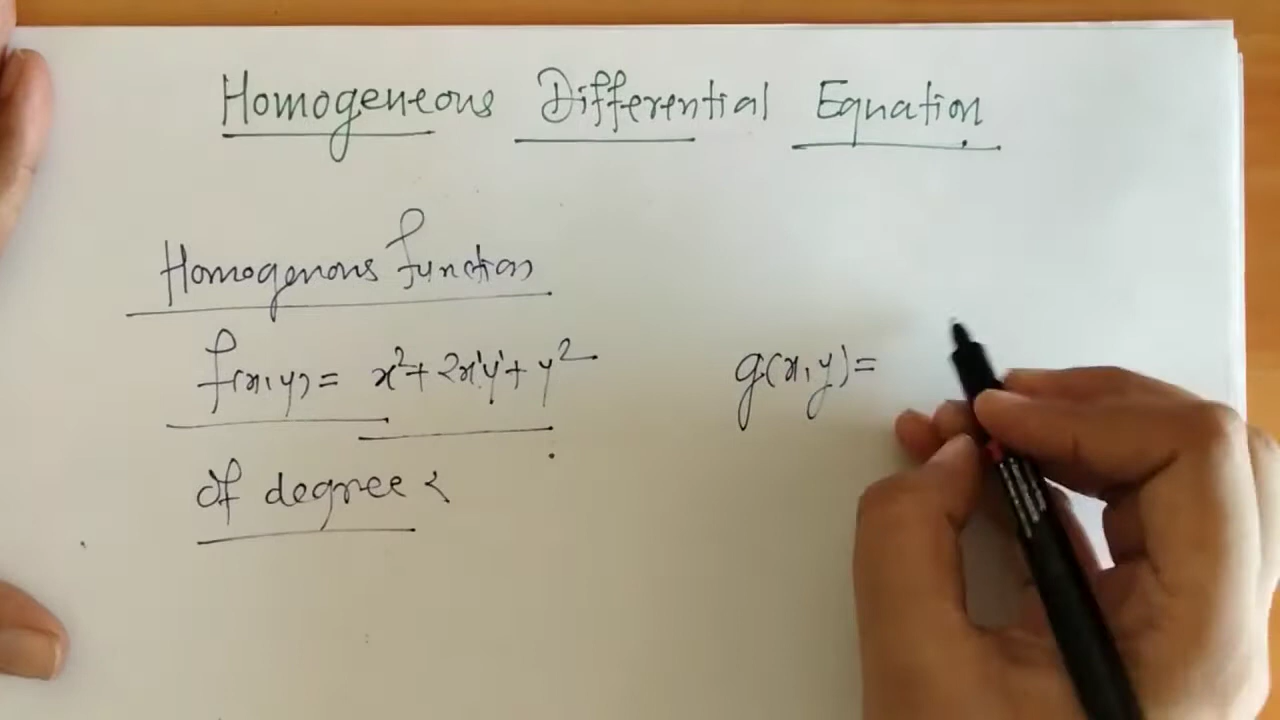 Homogeneous Differential Equation
Homogenous function
f(x,y) = x²+ 2x'y'+ y²
g(x,y)=
of degree 2